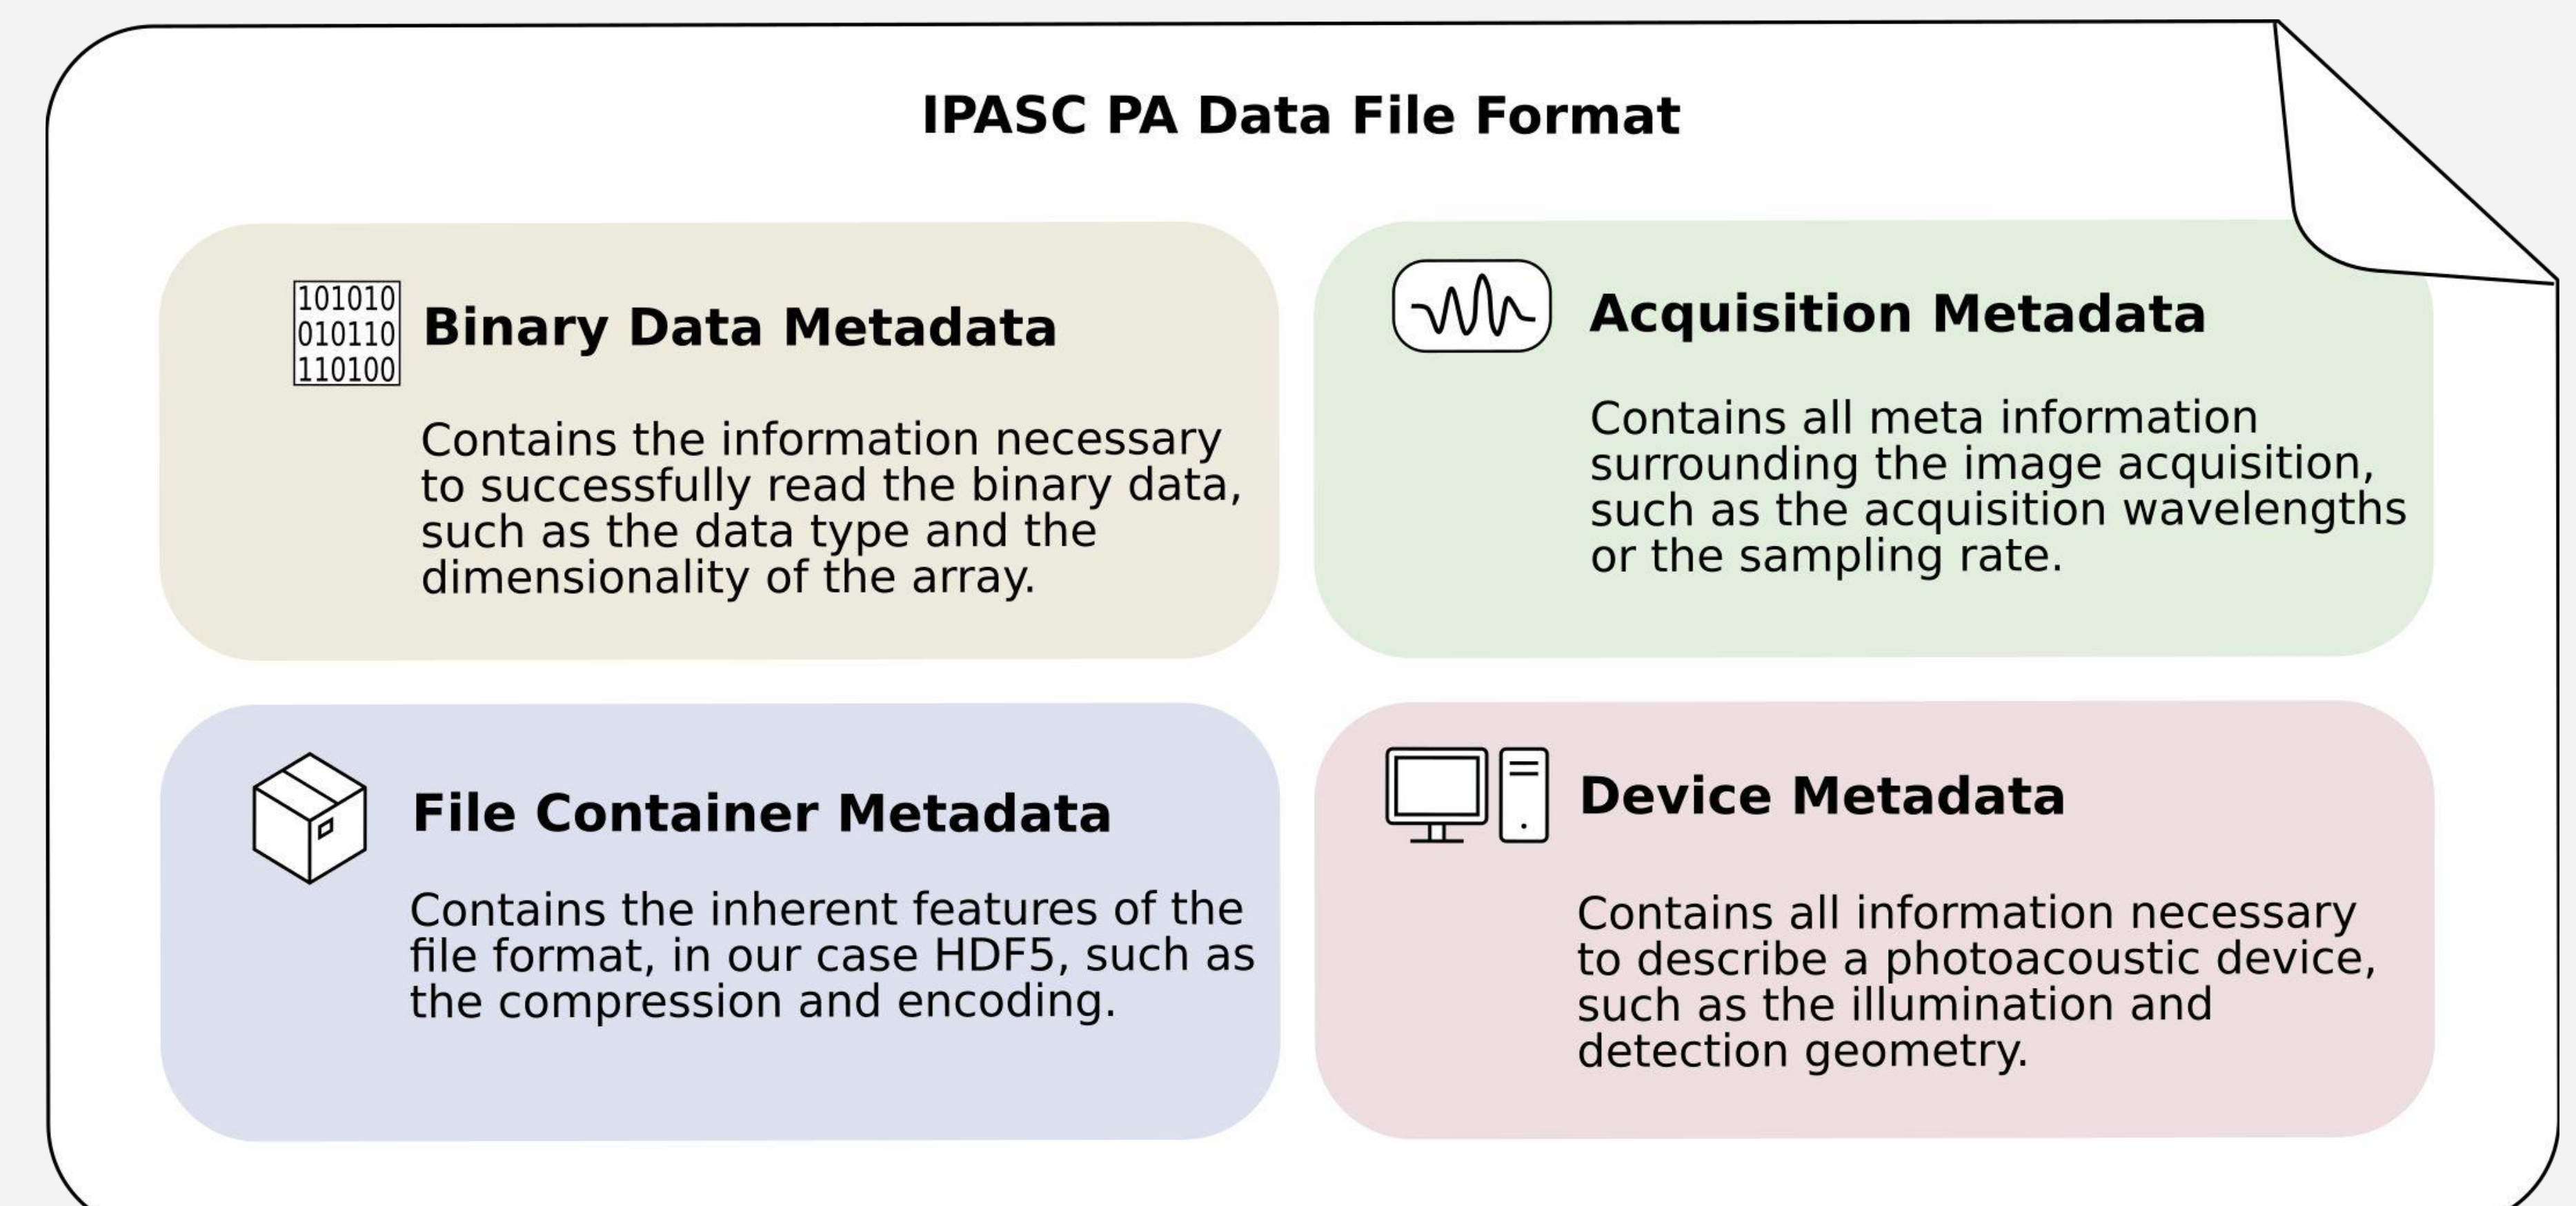 IPASC PA Data File Format
101010
010110
110100
Binary Data Metadata
Contains the information necessary
to successfully read the binary data,
such as the data type and the
dimensionality of the array.
Acquisition Metadata
Contains all meta information
surrounding the image acquisition,
such as the acquisition wavelengths
or the sampling rate.
File Container Metadata
Contains the inherent features of the
file format, in our case HDF5, such as
the compression and encoding.
Device Metadata
Contains all information necessary
to describe a photoacoustic device,
such as the illumination and
detection geometry.